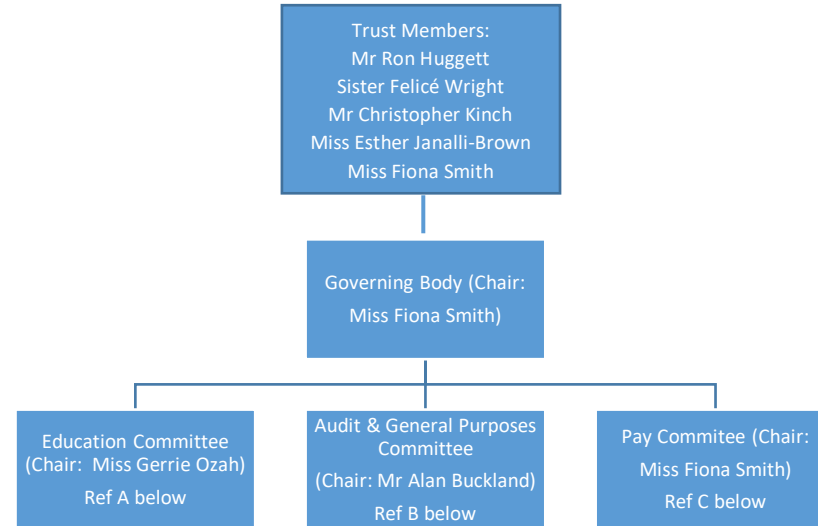 Trust Members:
Mr Ron Huggett
Sister Felicé Wright
Mr Christopher Kinch
Miss Esther Janalli-Brown
Miss Fiona Smith
Governing Body (Chair:
Miss Fiona Smith)
Education Committee
(Chair:  Miss Gerrie Ozah)
Ref A below
Audit & General Purposes
Committee
(Chair: Mr Alan Buckland)
Ref B below
Pay Commitee (Chair:
Miss Fiona Smith)
Ref C below